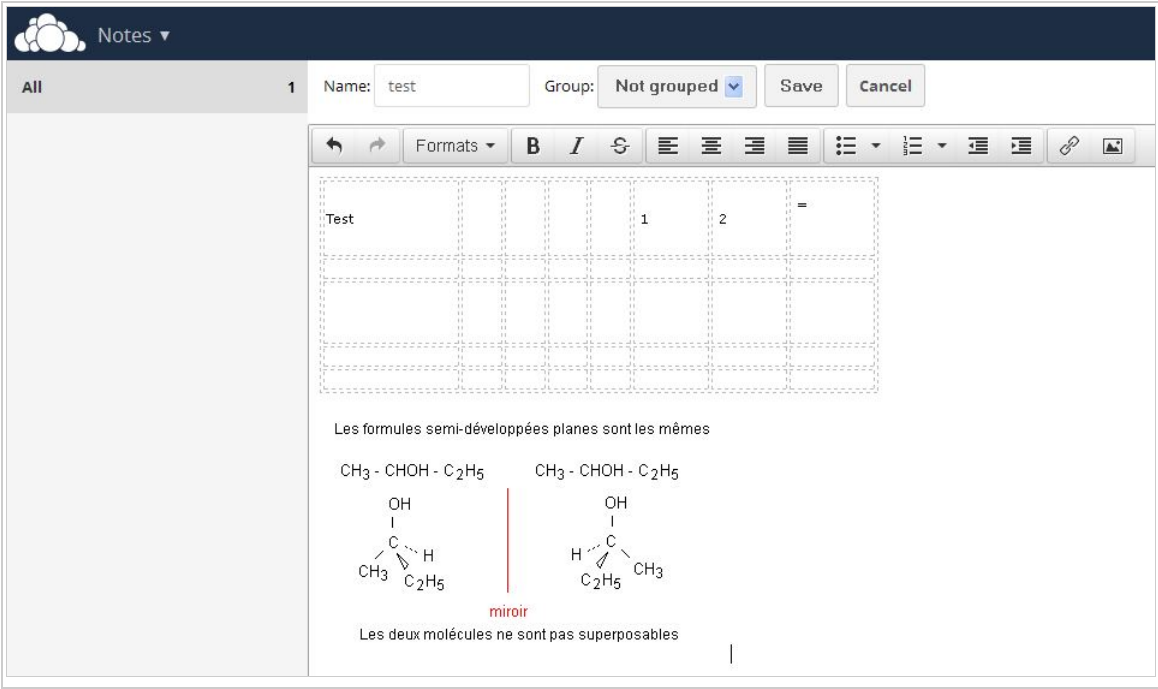 Notes ▾
All 1
Name: test Group: Not grouped Save Cancel
Formats B I S
Test 1 2 =
Les formules semi-développées planes sont les mêmes
CH3 - CHOH - C2H5 CH3 - CHOH - C2H5
OH OH
C C
H H
CH3 C2H5 C2H5 CH3
miroir
Les deux molécules ne sont pas superposables